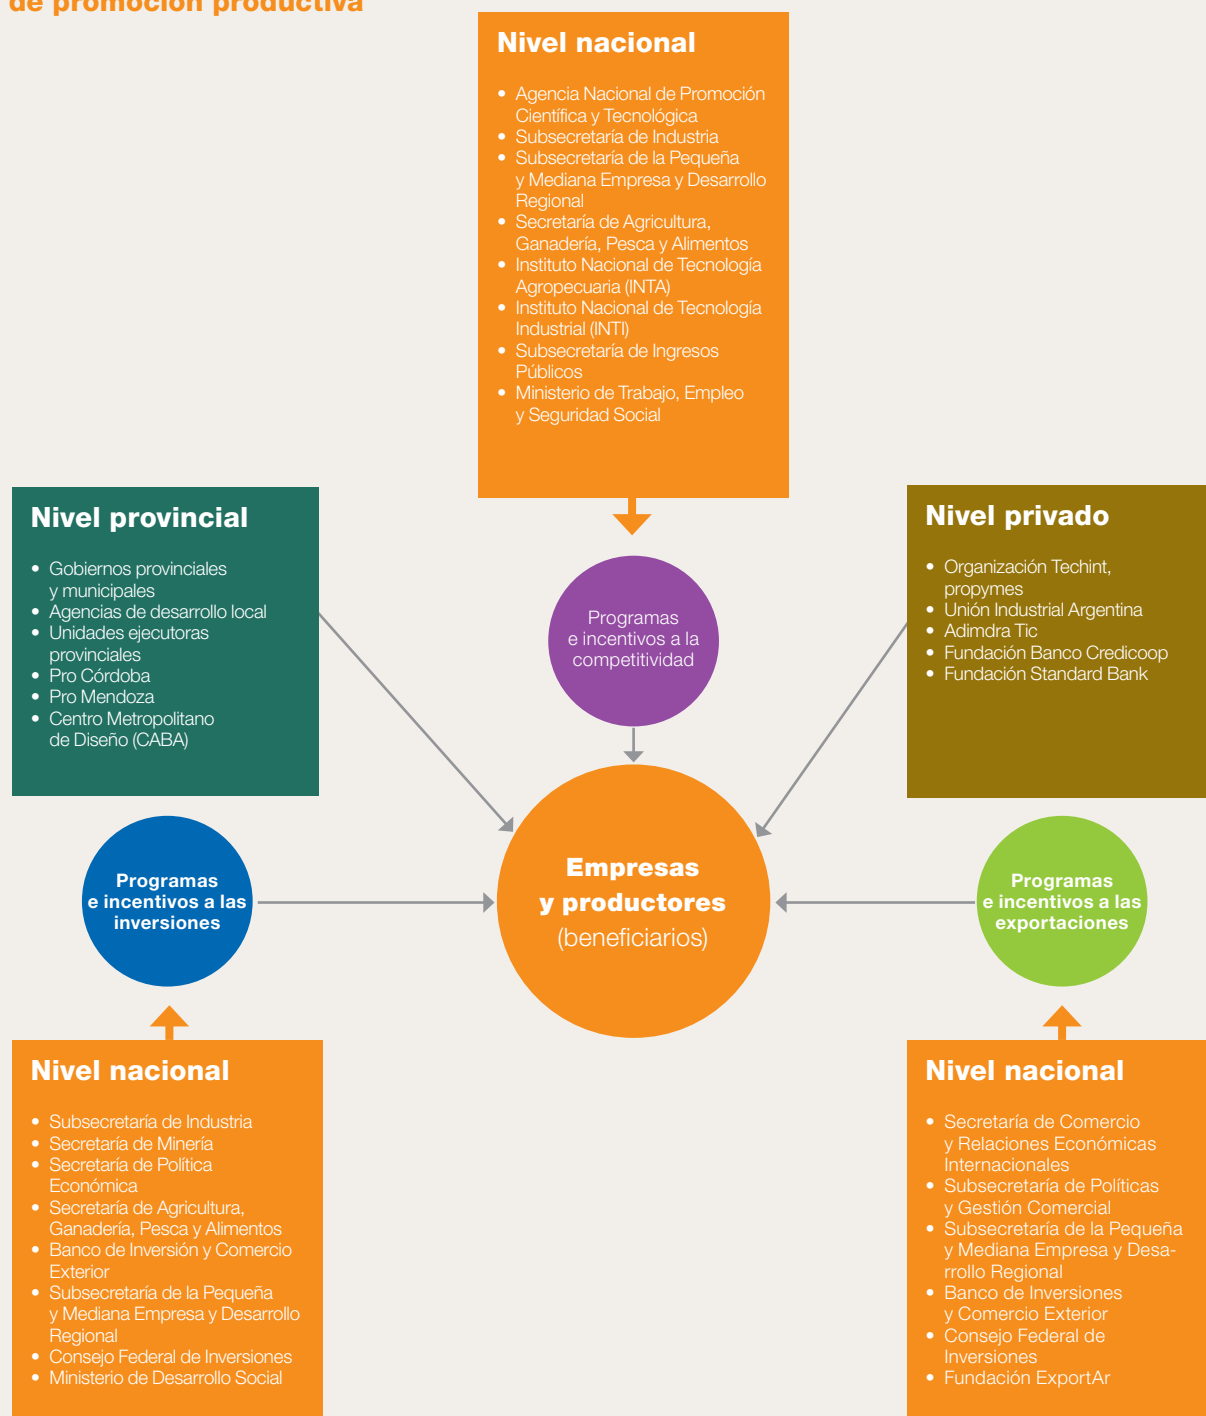 de promoción productiva
Nivel nacional
• Agencia Nacional de Promoción
Científica y Tecnológica
• Subsecretaría de Industria
• Subsecretaría de la Pequeña
y Mediana Empresa y Desarrollo
Regional
• Secretaría de Agricultura,
Ganadería, Pesca y Alimentos
• Instituto Nacional de Tecnología
Agropecuaria (INTA)
• Instituto Nacional de Tecnología
Industrial (INTI)
• Subsecretaría de Ingresos
Públicos
• Ministerio de Trabajo, Empleo
y Seguridad Social
Nivel provincial
• Gobiernos provinciales
y municipales
• Agencias de desarrollo local
• Unidades ejecutoras
provinciales
• Pro Córdoba
• Pro Mendoza
• Centro Metropolitano
de Diseño (CABA)
Programas
e incentivos a la
competitividad
Nivel privado
• Organización Techint,
propymes
• Unión Industrial Argentina
• Adimdra Tic
• Fundación Banco Credicoop
• Fundación Standard Bank
Programas
e incentivos a las
inversiones
Empresas
y productores
(beneficiarios)
Programas
e incentivos a las
exportaciones
Nivel nacional
• Subsecretaría de Industria
• Secretaría de Minería
• Secretaría de Política
Económica
• Secretaría de Agricultura,
Ganadería, Pesca y Alimentos
• Banco de Inversión y Comercio
Exterior
• Subsecretaría de la Pequeña
y Mediana Empresa y Desarrollo
Regional
• Consejo Federal de Inversiones
• Ministerio de Desarrollo Social
Nivel nacional
• Secretaría de Comercio
y Relaciones Económicas
Internacionales
• Subsecretaría de Políticas
y Gestión Comercial
• Subsecretaría de la Pequeña
y Mediana Empresa y Desa-
rrollo Regional
• Banco de Inversiones
y Comercio Exterior
• Consejo Federal de
Inversiones
• Fundación ExportAr